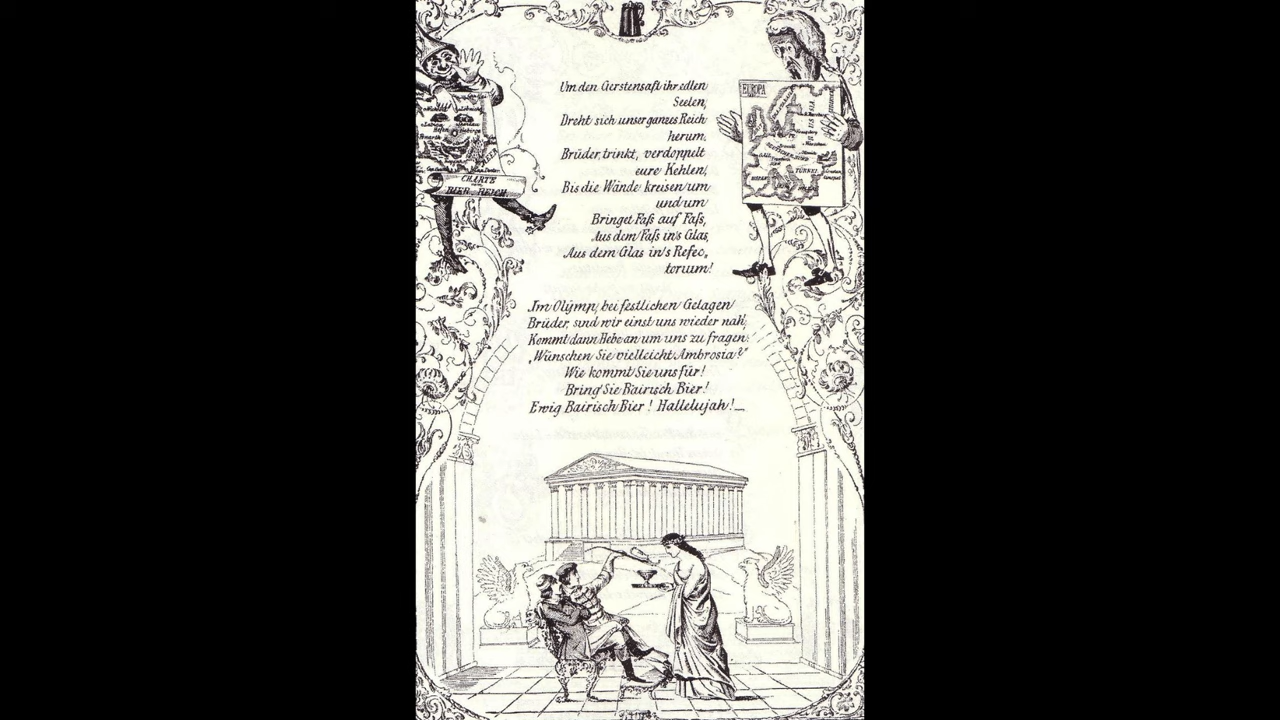 Um den Gerstensaft ihr edlen
Seelen,
Dreht sich unser ganzes Reich
herum,
Brüder, trinkt, verdoppelt
eure Kehlen,
Bis die Wände kreisen um
und um
Bringet Faß auf Faß,
Aus dem Faß in's Glas,
Aus dem Glas in's Refec„
torium!
Im Olymp, bei festlichen Gelagen
Brüder, sind wir einst uns wieder nah,
Kommt dann Hebe an um uns zu fragen:
„Wünschen Sie vielleicht Ambrosia?"
Wie kommt Sie uns für!
Bring' Sie Bairisch Bier!
Ewig Bairisch Bier! Hallelujah!_
CHARTE
BIER-REICH.
EUROPA
TÜRKEI